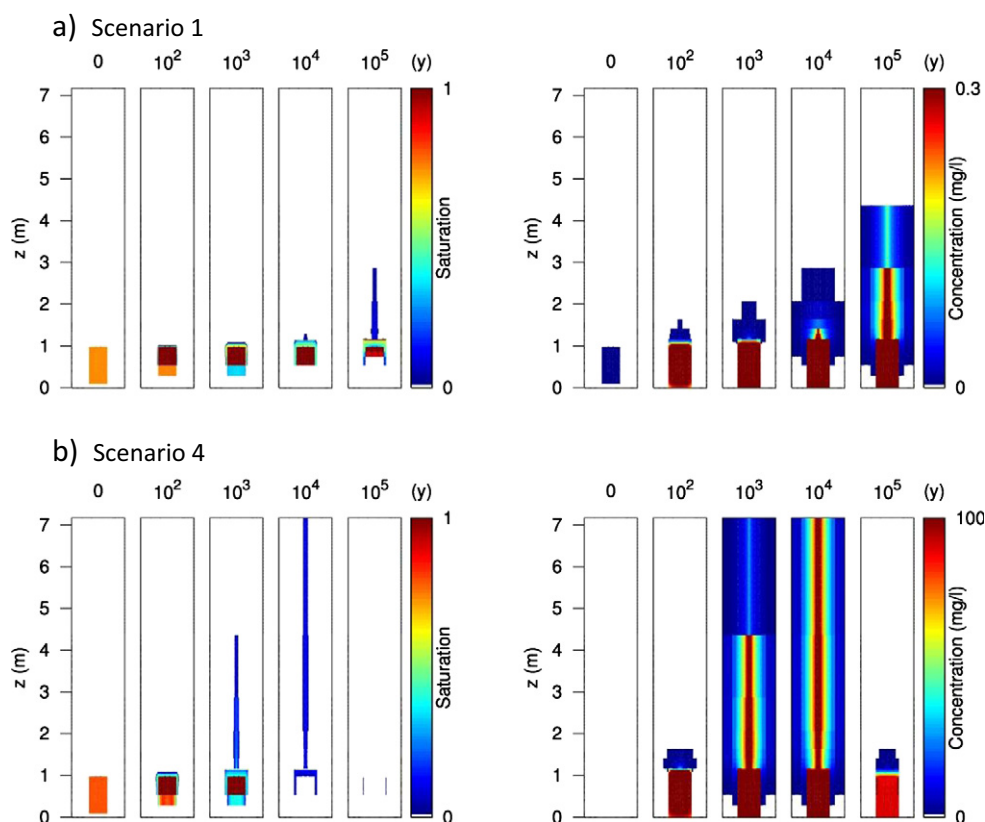 a) Scenario 1
0 10² 10³ 10⁴ 10⁵ (y)
7
6
5
4
3
2
1
0
z (m)
1
0
Saturation
0 10² 10³ 10⁴ 10⁵ (y)
7
6
5
4
3
2
1
0
z (m)
0.3
0
Concentration (mg/l)
b) Scenario 4
0 10² 10³ 10⁴ 10⁵ (y)
7
6
5
4
3
2
1
0
z (m)
1
0
Saturation
0 10² 10³ 10⁴ 10⁵ (y)
7
6
5
4
3
2
1
0
z (m)
100
0
Concentration (mg/l)